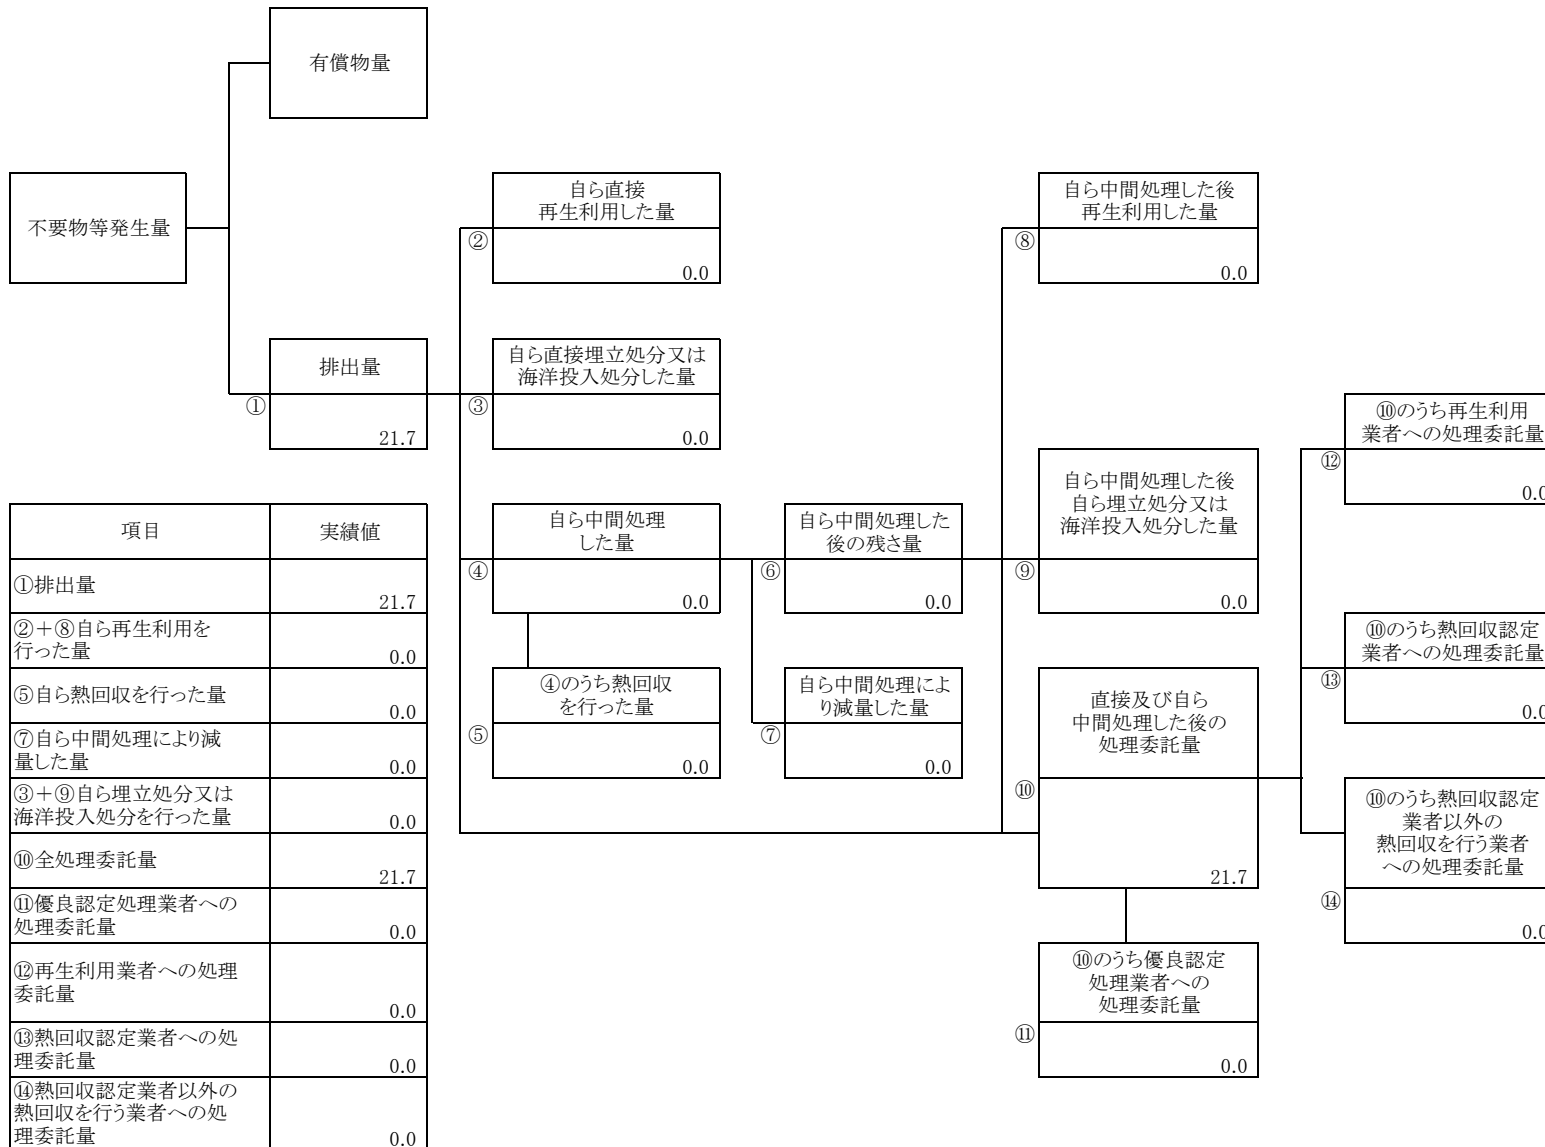 有償物量
不要物等発生量
自ら直接
再生利用した量
②
0.0
自ら中間処理した後
再生利用した量
⑧
0.0
排出量
①
21.7
自ら直接埋立処分又は
海洋投入処分した量
③
0.0
⑩のうち再生利用
業者への処理委託量
⑫
0.0
自ら中間処理
した量
④
0.0
自ら中間処理した
後の残さ量
⑥
0.0
自ら中間処理した後
自ら埋立処分又は
海洋投入処分した量
⑨
0.0
⑩のうち熱回収認定
業者への処理委託量
⑬
0.0
④のうち熱回収
を行った量
⑤
0.0
自ら中間処理によ
り減量した量
⑦
0.0
直接及び自ら
中間処理した後の
処理委託量
⑩
21.7
⑩のうち熱回収認定
業者以外の
熱回収を行う業者
への処理委託量
⑭
0.0
⑩のうち優良認定
処理業者への
処理委託量
⑪
0.0
項目 実績値
①排出量 21.7
②+⑧自ら再生利用を
行った量 0.0
⑤自ら熱回収を行った量 0.0
⑦自ら中間処理により減
量した量 0.0
③+⑨自ら埋立処分又は
海洋投入処分を行った量 0.0
⑩全処理委託量 21.7
⑪優良認定処理業者への
処理委託量 0.0
⑫再生利用業者への処理
委託量 0.0
⑬熱回収認定業者への処
理委託量 0.0
⑭熱回収認定業者以外の
熱回収を行う業者への処
理委託量 0.0